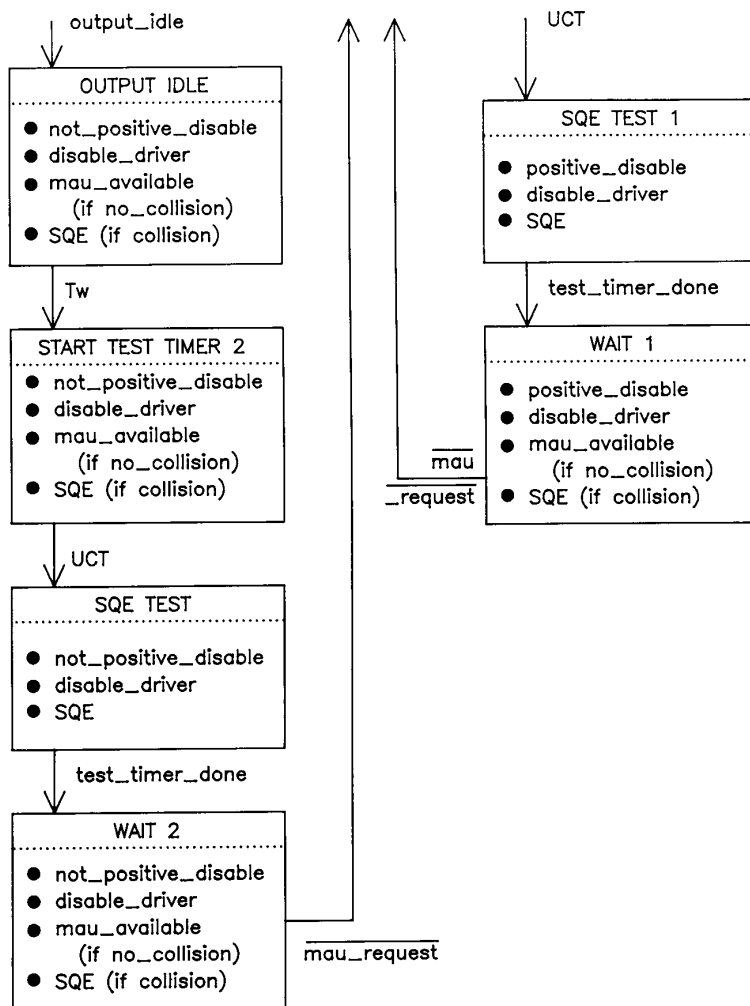 output_idle
OUTPUT IDLE
● not_positive_disable
● disable_driver
● mau_available
(if no_collision)
● SQE (if collision)
Tw
START TEST TIMER 2
● not_positive_disable
● disable_driver
● mau_available
(if no_collision)
● SQE (if collision)
UCT
SQE TEST
● not_positive_disable
● disable_driver
● SQE
test_timer_done
WAIT 2
● not_positive_disable
● disable_driver
● mau_available
(if no_collision)
● SQE (if collision)
mau_request
UCT
SQE TEST 1
● positive_disable
● disable_driver
● SQE
test_timer_done
WAIT 1
● positive_disable
● disable_driver
● mau_available
(if no_collision)
● SQE (if collision)
mau
_request